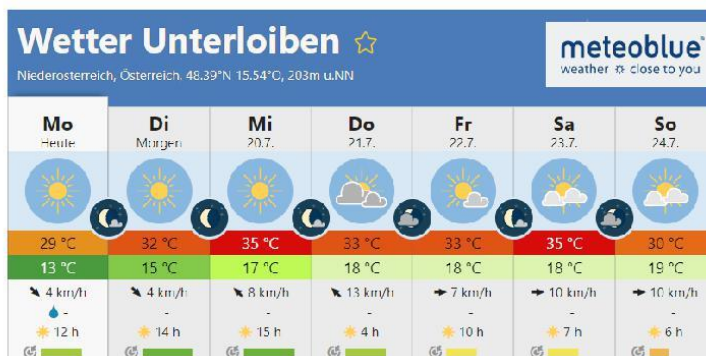 Wetter Unterloiben
meteoblue®
weather close to you
Niederösterreich, Österreich. 48.39°N 15.54°O, 203m ü.NN
Mo Di Mi Do Fr Sa So
Heute Morgen 20.7. 21.7. 22.7. 23.7. 24.7.
29 °C 32 °C 35 °C 33 °C 33 °C 35 °C 30 °C
13 °C 15 °C 17 °C 18 °C 18 °C 18 °C 19 °C
4 km/h 4 km/h 8 km/h 13 km/h 7 km/h 10 km/h 10 km/h
- - - - - - -
12 h 14 h 15 h 4 h 10 h 7 h 6 h